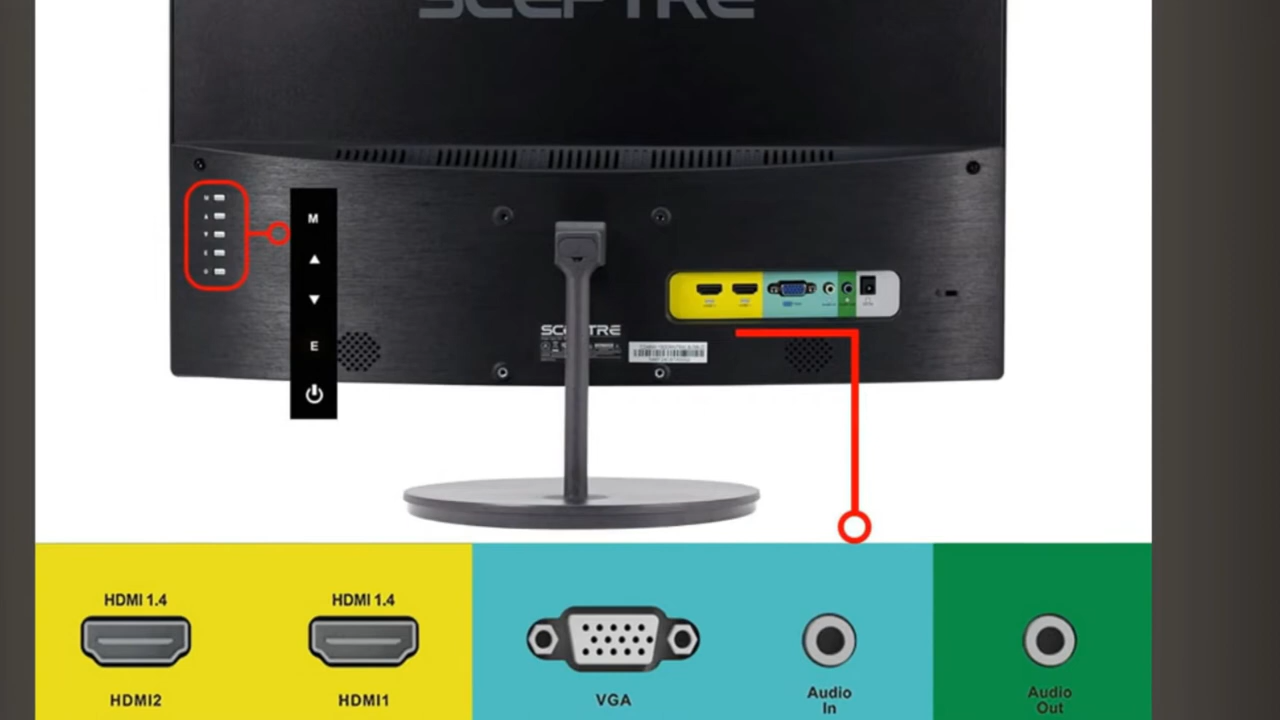 SCEPTRE
M
E
SCEPTRE
HDMI 1.4
HDMI 1.4
HDMI2
HDMI1
VGA
Audio
In
Audio
Out